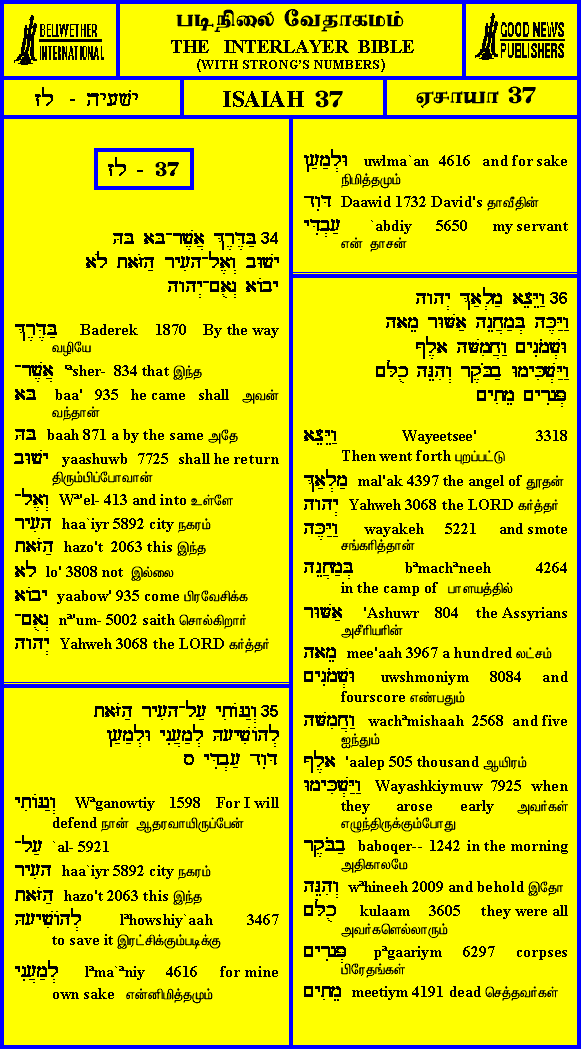 BELLWETHER
INTERNATIONAL
படிநிலை வேதாகமம்
THE INTERLAYER BIBLE
(WITH STRONG'S NUMBERS)
GOOD NEWS
PUBLISHERS
ישעיה - לז
ISAIAH 37
ஏசாயா 37
לז - 37
34 בַּדֶּרֶךְ אֲשֶׁר־בָּא בָּהּ
יָשׁוּב וְאֶל־הָעִיר הַזֹּאת לֹא
יָבוֹא נְאֻם־יְהוָה
בַּדֶּרֶךְ Baderek 1870 By the way
வழியே
אֲשֶׁר־ ªsher- 834 that இந்த
בָּא baa' 935 he came shall அவன்
வந்தான்
בָּהּ baah 871 a by the same அதே
יָשׁוּב yaashuwb 7725 shall he return
திரும்பிப்போவான்
וְאֶל־ Wª'el- 413 and into உள்ளே
הָעִיר haa`iyr 5892 city நகரம்
הַזֹּאת hazo't 2063 this இந்த
לֹא lo' 3808 not இல்லை
יָבוֹא yaabow' 935 come பிரவேசிக்க
נְאֻם־ nª'um- 5002 saith சொல்கிறார்
יְהוָה Yahweh 3068 the LORD கர்த்தர்
35 וְגַנּוֹתִי עַל־הָעִיר הַזֹּאת
לְהוֹשִׁיעָהּ לְמַעֲנִי וּלְמַעַן
דָּוִד עַבְדִּי ס
וְגַנּוֹתִי Wªganowtiy 1598 For I will
defend நான் ஆதரவாயிருப்பேன்
עַל־ `al- 5921
הָעִיר haa`iyr 5892 city நகரம்
הַזֹּאת hazo't 2063 this இந்த
לְהוֹשִׁיעָהּ lªhowshiy`aah 3467
to save it இரட்சிக்கும்படிக்கு
לְמַעֲנִי lªma`ªniy 4616 for mine
own sake என்னிமித்தமும்
וּלְמַעַן uwlma`an 4616 and for sake
நிமித்தமும்
דָּוִד Daawid 1732 David's தாவீதின்
עַבְדִּי `abdiy 5650 my servant
என் தாசன்
36 וַיֵּצֵא מַלְאַךְ יְהוָה
וַיַּכֶּה בְּמַחֲנֵה אַשּׁוּר מֵאָה
וּשְׁמֹנִים וַחֲמִשָּׁה אָלֶף
וַיַּשְׁכִּימוּ בַבֹּקֶר וְהִנֵּה כֻלָּם
פְּגָרִים מֵתִים
וַיֵּצֵא Wayeetsee' 3318
Then went forth புறப்பட்டு
מַלְאַךְ mal'ak 4397 the angel of தூதன்
יְהוָה Yahweh 3068 the LORD கர்த்தர்
וַיַּכֶּה wayakeh 5221 and smote
சங்கரித்தான்
בְּמַחֲנֵה bªmachªneeh 4264
in the camp of பாளயத்தில்
אַשּׁוּר 'Ashuwr 804 the Assyrians
அசீரியரின்
מֵאָה mee'aah 3967 a hundred லட்சம்
וּשְׁמֹנִים uwshmoniym 8084 and
fourscore எண்பதும்
וַחֲמִשָּׁה wachªmishaah 2568 and five
ஐந்தும்
אָלֶף 'aalep 505 thousand ஆயிரம்
וַיַּשְׁכִּימוּ Wayashkiymuw 7925 when
they arose early அவர்கள்
எழுந்திருக்கும்போது
בַבֹּקֶר baboqer-- 1242 in the morning
அதிகாலமே
וְהִנֵּה wªhineeh 2009 and behold இதோ
כֻלָּם kulaam 3605 they were all
அவர்களெல்லாரும்
פְּגָרִים pªgaariym 6297 corpses
பிரேதங்கள்
מֵתִים meetiym 4191 dead செத்தவர்கள்